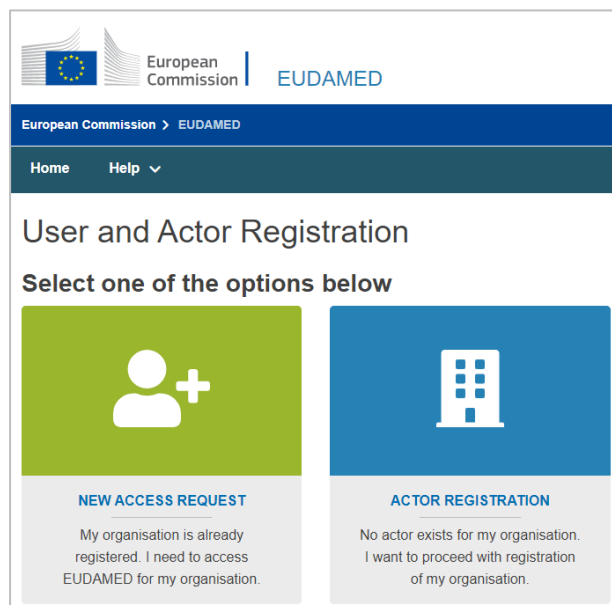 European
Commission
EUDAMED
European Commission > EUDAMED
Home Help
User and Actor Registration
Select one of the options below
NEW ACCESS REQUEST
My organisation is already
registered. I need to access
EUDAMED for my organisation.
ACTOR REGISTRATION
No actor exists for my organisation.
I want to proceed with registration
of my organisation.